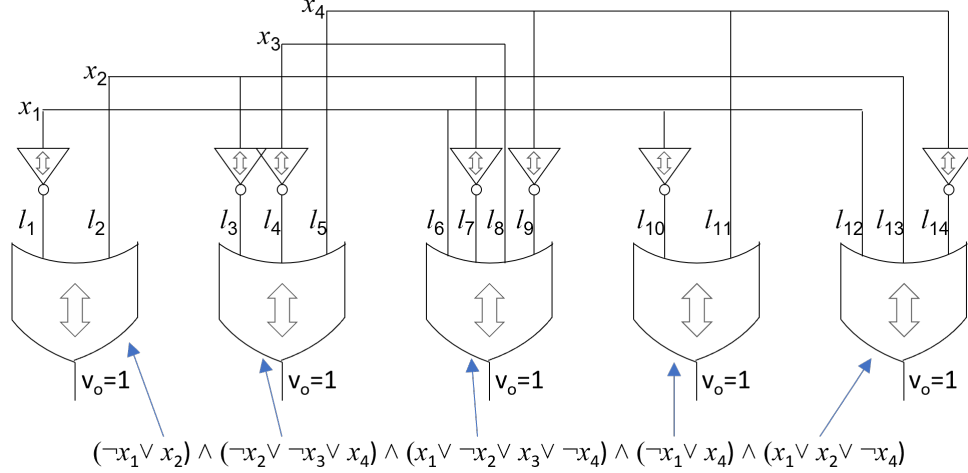 x₄
x₃
x₂
x₁
l₁ l₂ l₃ l₄ l₅ l₆ l₇ l₈ l₉ l₁₀ l₁₁ l₁₂ l₁₃ l₁₄
vₒ=1 vₒ=1 vₒ=1 vₒ=1 vₒ=1
(¬x₁∨ x₂) ∧ (¬x₂∨ ¬x₃∨ x₄) ∧ (x₁ ∨ ¬x₂∨ x₃∨ ¬x₄) ∧ (¬x₁∨ x₄) ∧ (x₁∨ x₂∨ ¬x₄)